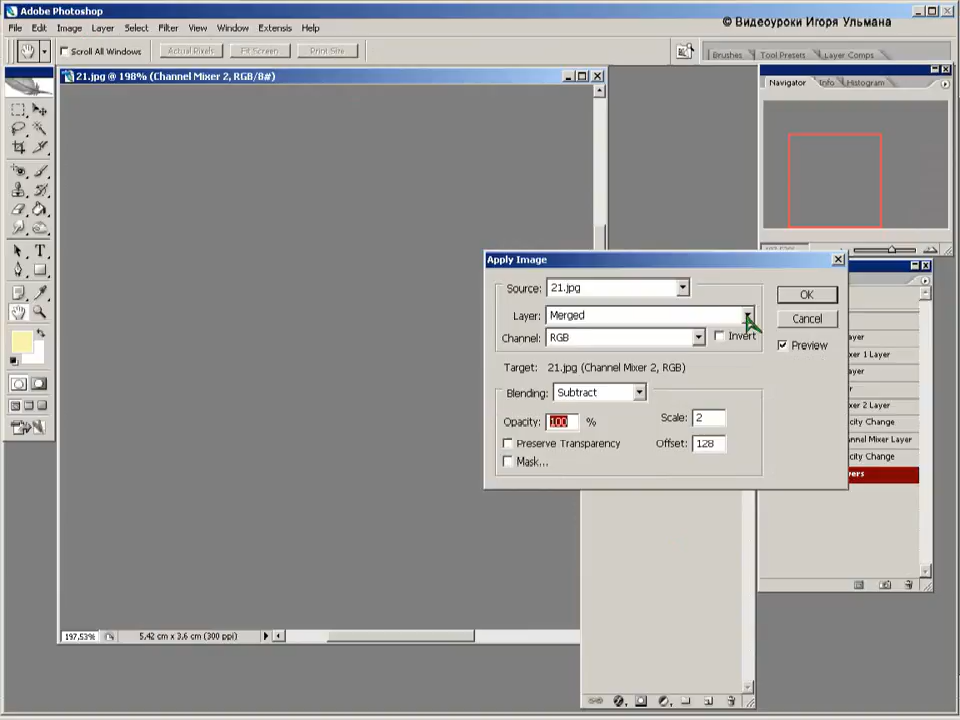 Adobe Photoshop
© Видеоуроки Игоря Ульмана
File Edit Image Layer Select Filter View Window Extensis Help
Scroll All Windows Actual Pixels Fit Screen Print Size
Brushes Tool Presets Layer Comps
21.jpg @ 198% (Channel Mixer 2, RGB/8#)
Navigator Info Histogram
Apply Image
Source: 21.jpg
OK
Layer: Merged
Cancel
Channel: RGB
Invert
Preview
Target: 21.jpg (Channel Mixer 2, RGB)
Blending: Subtract
Opacity: 100 %
Scale: 2
Preserve Transparency
Offset: 128
Mask...
ayer
xer 1 Layer
ayer
r
xer 2 Layer
city Change
annel Mixer Layer
city Change
yers
197,53%
5,42 cm x 3,6 cm (300 ppi)